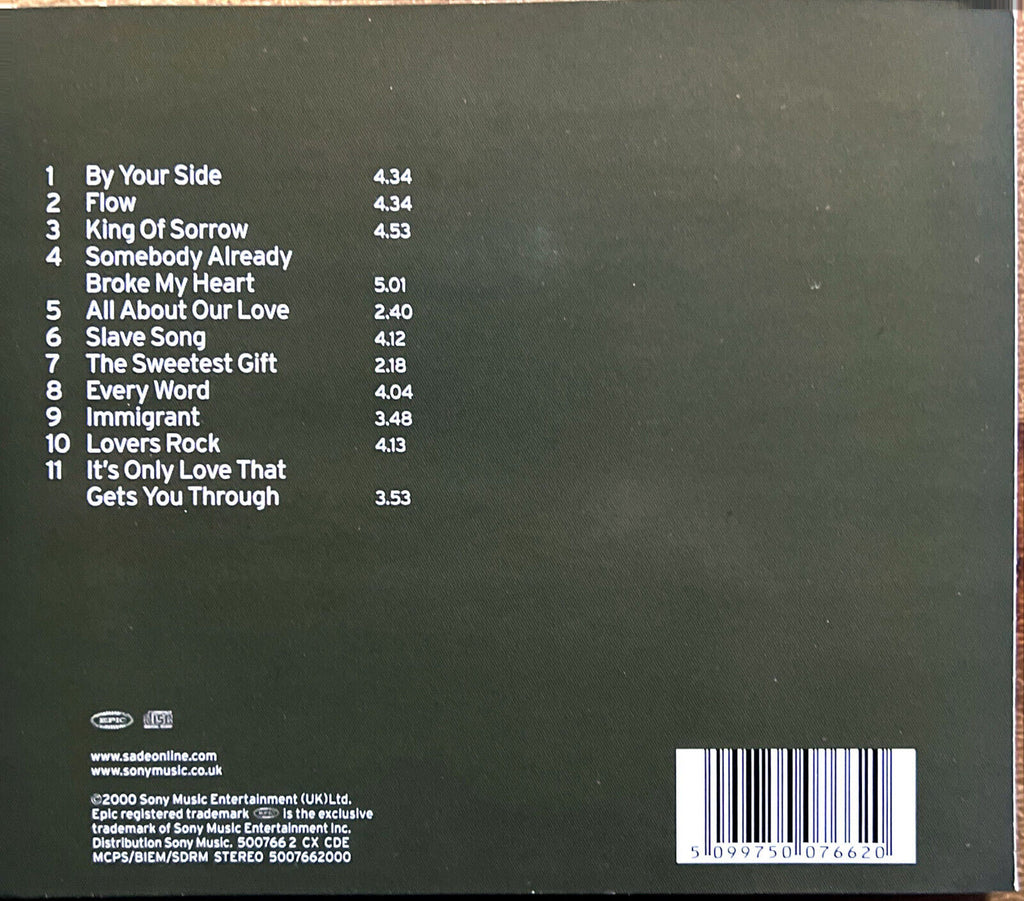 1 By Your Side 4.34
2 Flow 4.34
3 King Of Sorrow 4.53
4 Somebody Already
Broke My Heart 5.01
5 All About Our Love 2.40
6 Slave Song 4.12
7 The Sweetest Gift 2.18
8 Every Word 4.04
9 Immigrant 3.48
10 Lovers Rock 4.13
11 It's Only Love That
Gets You Through 3.53
EPIC disc
www.sadeonline.com
www.sonymusic.co.uk
©2000 Sony Music Entertainment (UK)Ltd.
Epic registered trademark EPIC is the exclusive
trademark of Sony Music Entertainment Inc.
Distribution Sony Music. 500766 2 CX CDE
MCPS/BIEM/SDRM STEREO 5007662000
5 099750 076620